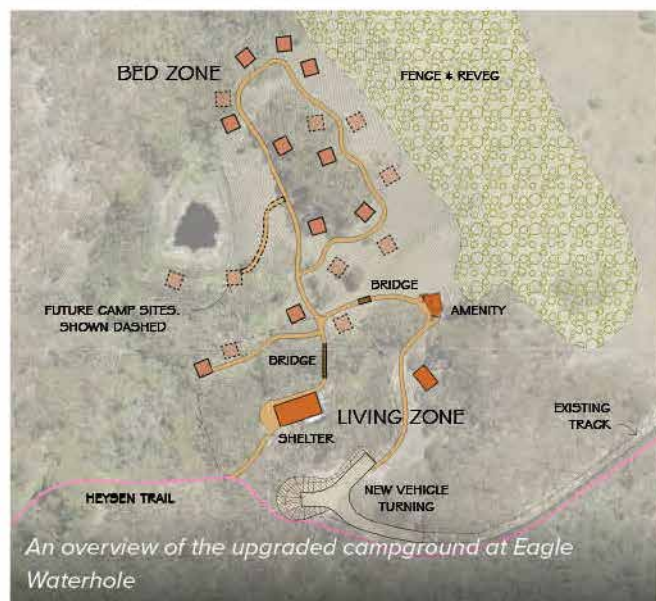 BED ZONE
FENCE & REVEG
FUTURE CAMP SITES.
SHOWN DASHED
BRIDGE
AMENITY
BRIDGE
LIVING ZONE
SHELTER
EXISTING
TRACK
HEYSEN TRAIL
NEW VEHICLE
TURNING
An overview of the upgraded campground at Eagle
Waterhole